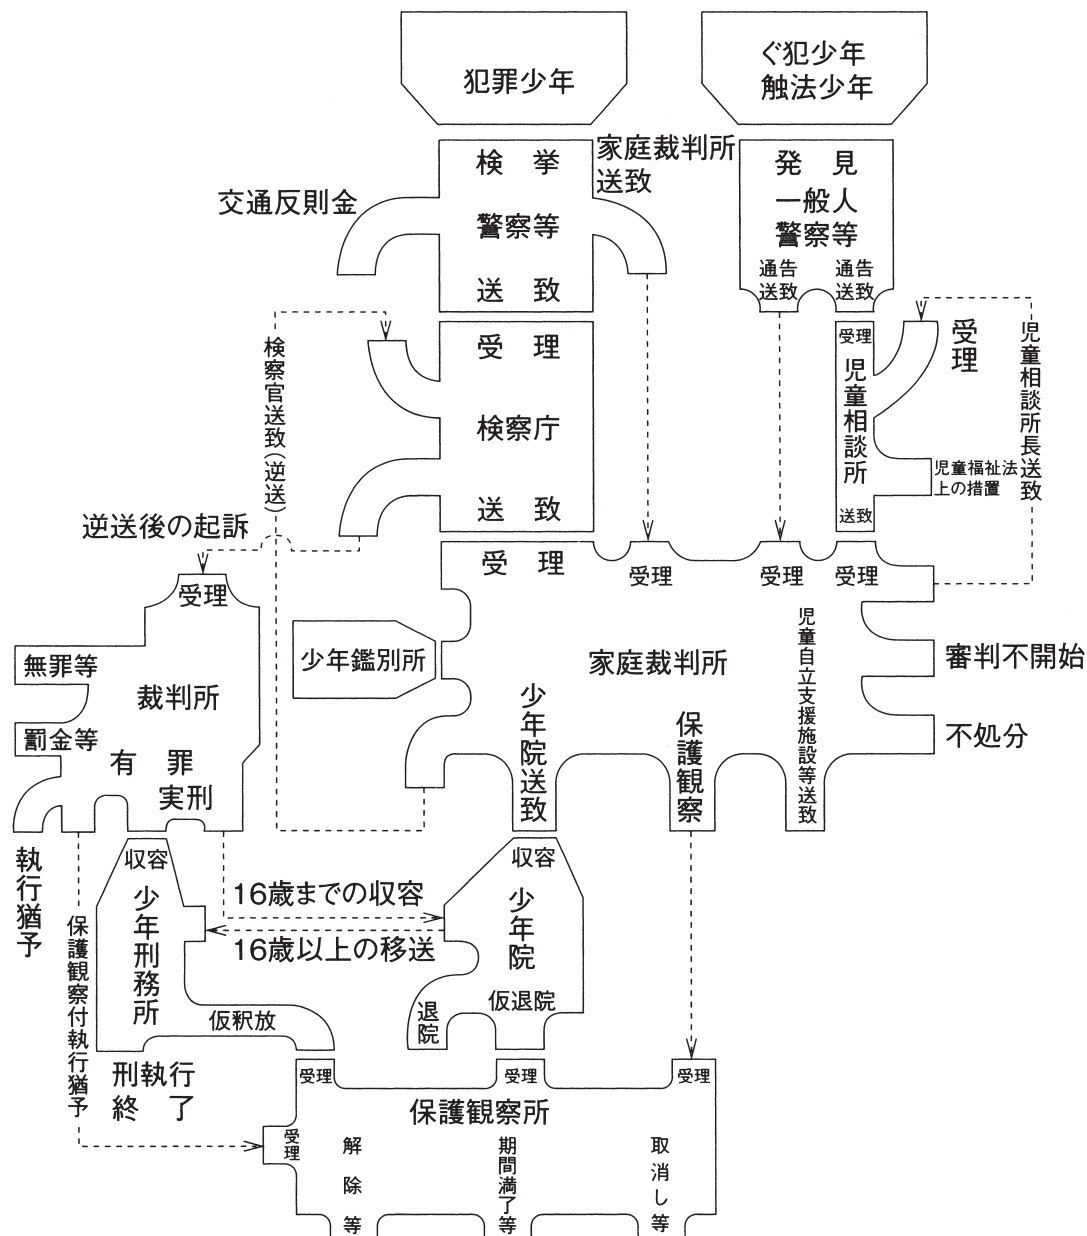 犯罪少年
ぐ犯少年
触法少年
検 挙
警察等
送 致
交通反則金
家庭裁判所
送致
発 見
一般人
警察等
通告
送致
通告
送致
検察官送致(逆送)
受 理
検察庁
送 致
受理
児童相談所
送致
受理
児童福祉法
上の措置
児童相談所長送致
逆送後の起訴
受理
無罪等
裁判所
罰金等
有 罪
実刑
少年鑑別所
受 理
受理
受理
受理
家庭裁判所
少年院送致
保護観察
児童自立支援施設等送致
審判不開始
不処分
執行猶予
保護観察付執行猶予
収容
少年刑務所
仮釈放
刑執行
終 了
16歳までの収容
16歳以上の移送
収容
少年院
退院
仮退院
受理
受理
受理
保護観察所
受理
解除等
期間満了等
取消し等